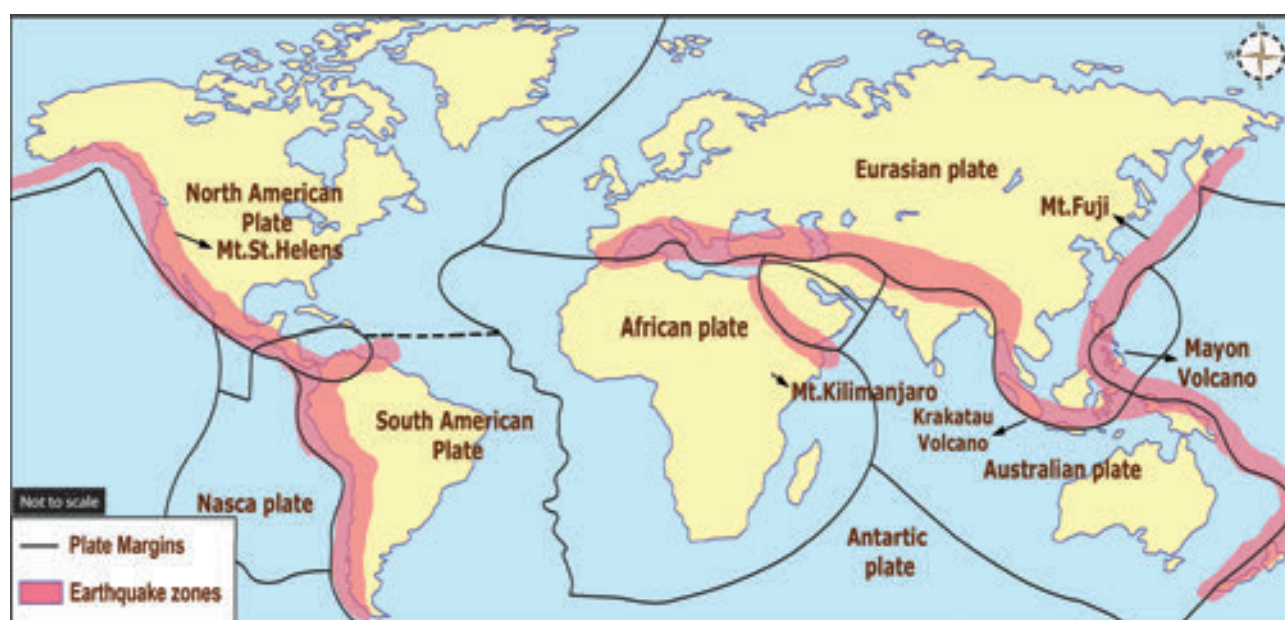 N
W
S
Eurasian plate
North American
Plate
Mt.St.Helens
Mt.Fuji
African plate
Mayon
Volcano
Mt.Kilimanjaro
South American
Plate
Krakatau
Volcano
Australian plate
Nasca plate
Antartic
plate
Not to scale
Plate Margins
Earthquake zones